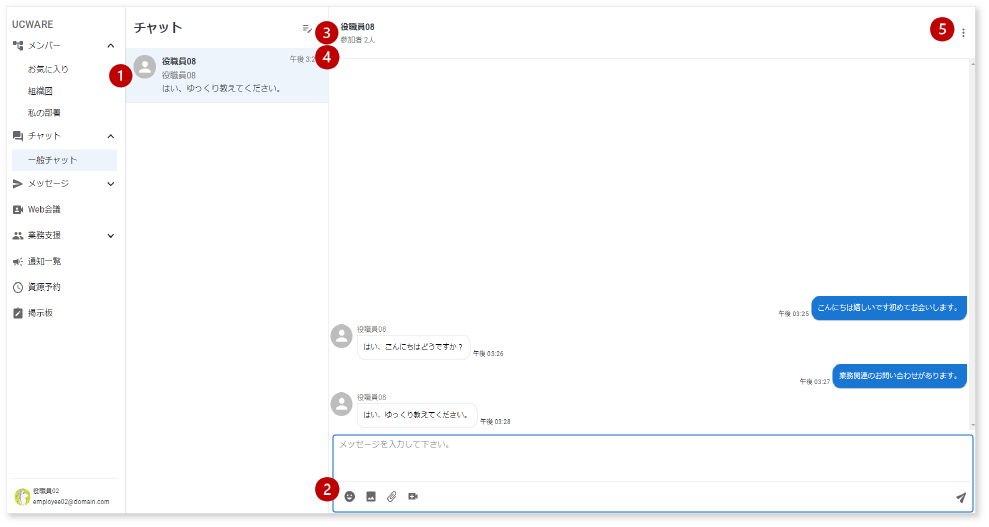 UCWARE
メンバー
お気に入り
組織図
私の部署
チャット
一般チャット
メッセージ
Web会議
業務支援
通知一覧
資源予約
掲示板
役職員02
employee02@domain.com
チャット
1
役職員08
午後 3:2
役職員08
はい、ゆっくり教えてください。
3
役職員08
4
参加者 2人
5
午後 03:25
こんにちは嬉しいです初めてお会いします。
役職員08
はい、こんにちはどうですか？
午後 03:26
午後 03:27
業務関連のお問い合わせがあります。
役職員08
はい、ゆっくり教えてください。
午後 03:28
メッセージを入力して下さい。
2